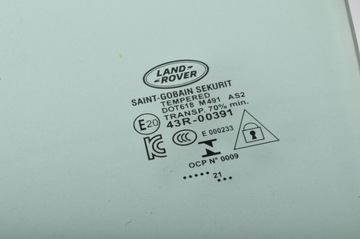 LAND-
-ROVER
SAINT-GOBAIN SEKURIT
TEMPERED
DOT618 M491 AS2
TRANSP. 70% min.
E20 43R-00391
CCC E 000233
OCP N° 0009
•••••• 21 ••••